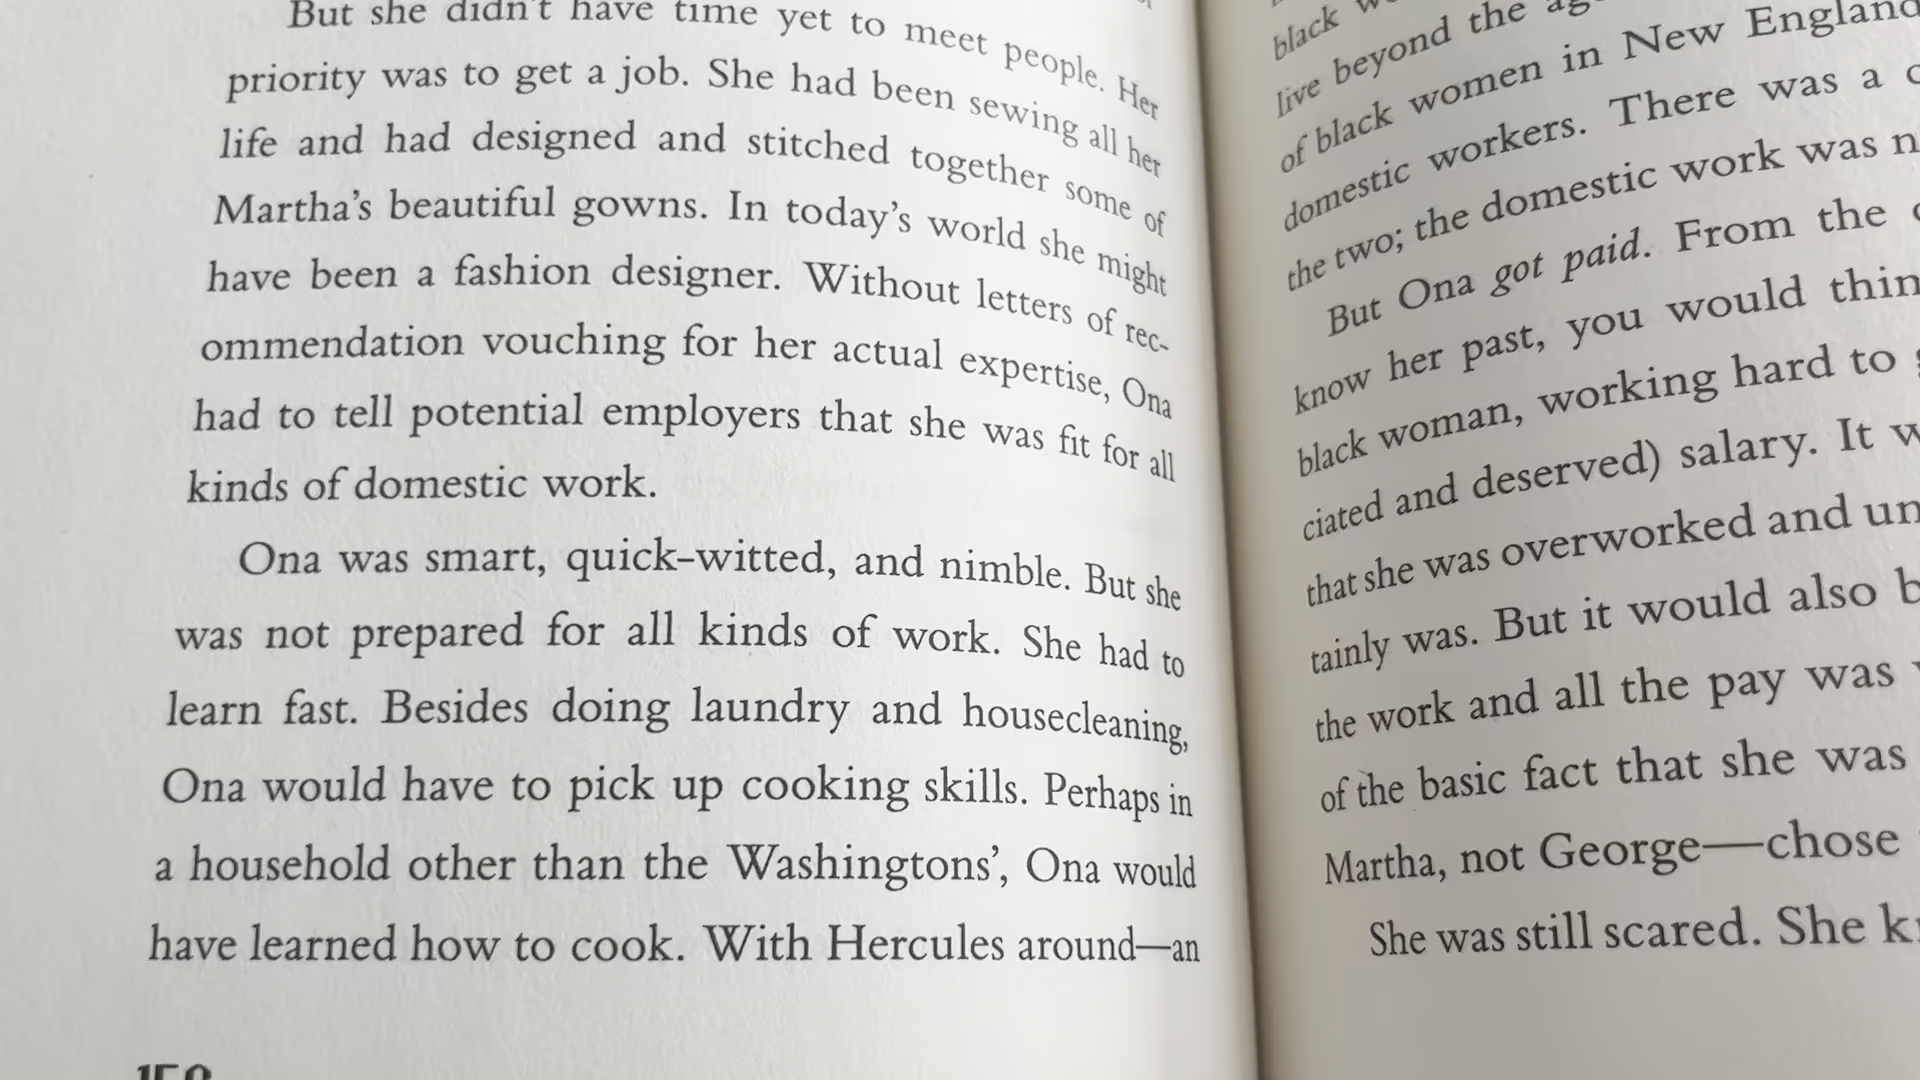 But she didn't have time yet to meet people. Her
priority was to get a job. She had been sewing all her
life and had designed and stitched together some of
Martha's beautiful gowns. In today's world she might
have been a fashion designer. Without letters of rec-
ommendation vouching for her actual expertise, Ona
had to tell potential employers that she was fit for all
kinds of domestic work.
Ona was smart, quick-witted, and nimble. But she
was not prepared for all kinds of work. She had to
learn fast. Besides doing laundry and housecleaning,
Ona would have to pick up cooking skills. Perhaps in
a household other than the Washingtons', Ona would
have learned how to cook. With Hercules around—an
black
live beyond the
of black women in New England
domestic workers. There was a
the two; the domestic work was
But Ona got paid. From the
know her past, you would
black woman, working hard to
ciated and deserved) salary. It
that she was overworked and
tainly was. But it would also
the work and all the pay was
of the basic fact that she was
Martha, not George—chose
She was still scared. She